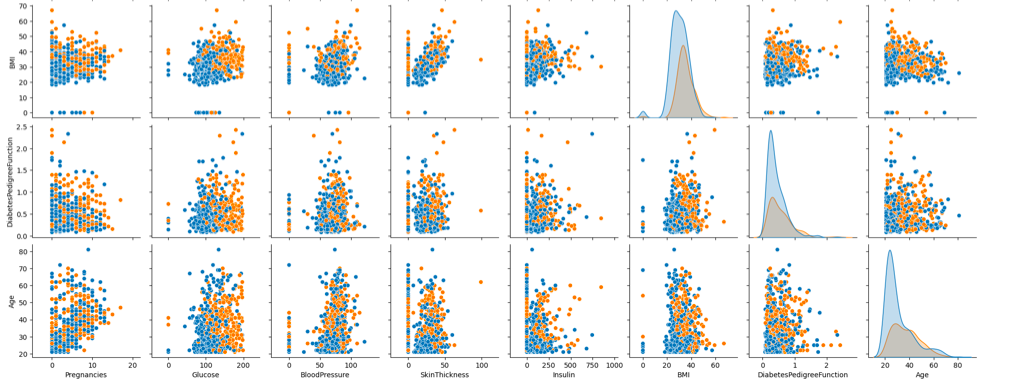 70
60
50
40
30
20
10
0
BMI
2.5
2.0
1.5
1.0
0.5
0.0
DiabetesPedigreeFunction
80
70
60
50
40
30
20
Age
0 10 20
0 100 200
0 50 100
0 50 100
0 250 500 750 1000
0 20 40 60
0 1 2
20 40 60 80
Pregnancies Glucose BloodPressure SkinThickness Insulin BMI DiabetesPedigreeFunction Age